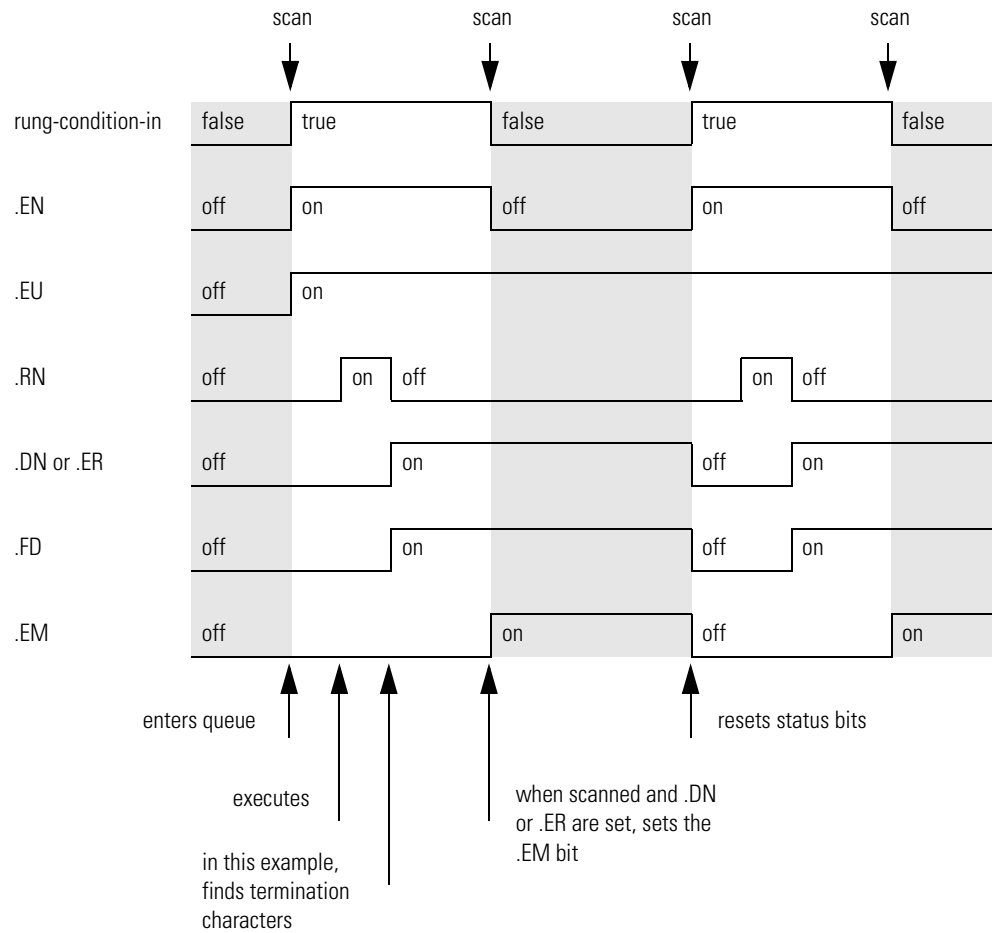 scan scan scan scan
rung-condition-in false true false true false
.EN off on off on off
.EU off on
.RN off on off on off
.DN or .ER off on off on
.FD off on off on
.EM off on off on
enters queue
resets status bits
executes
when scanned and .DN
or .ER are set, sets the
.EM bit
in this example,
finds termination
characters